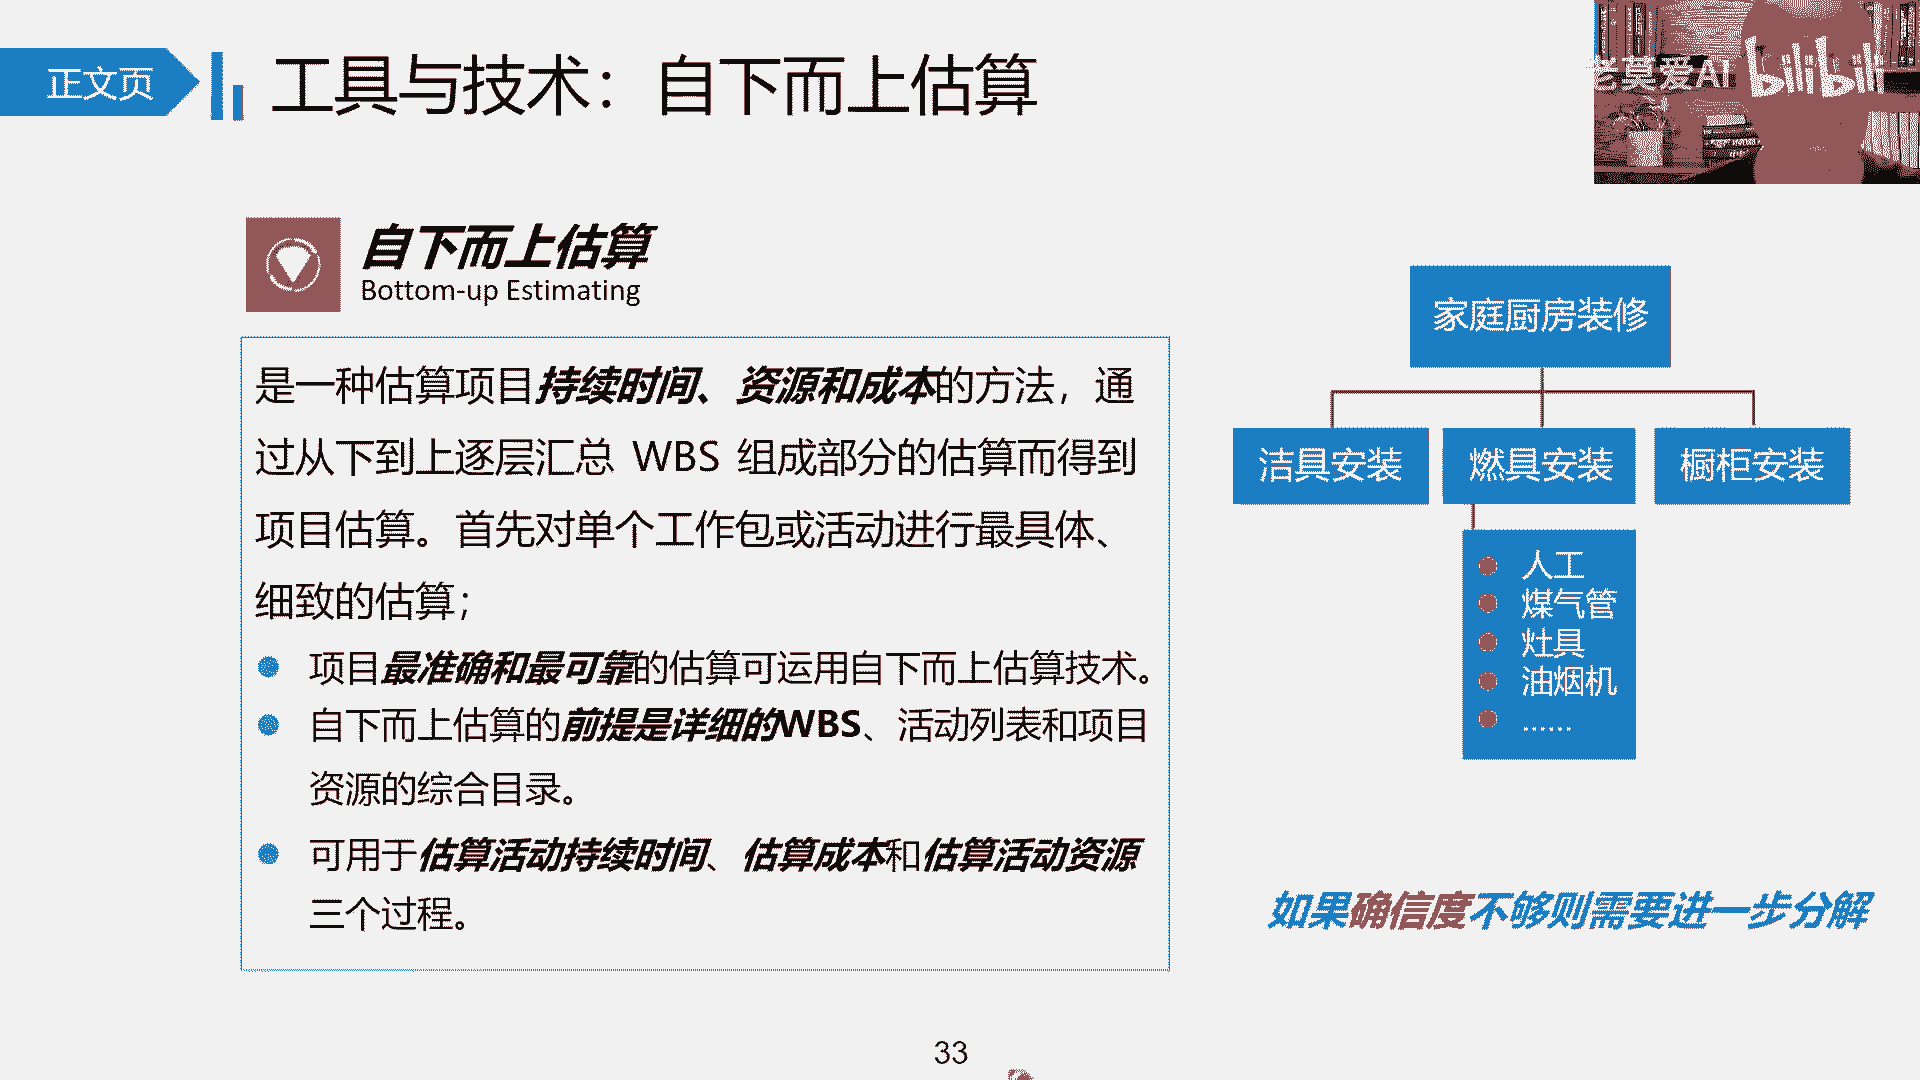 正文页
工具与技术：自下而上估算
老莫爱AI
bilibili
自下而上估算
Bottom-up Estimating
是一种估算项目持续时间、资源和成本的方法，通
过从下到上逐层汇总 WBS 组成部分的估算而得到
项目估算。首先对单个工作包或活动进行最具体、
细致的估算；
项目最准确和最可靠的估算可运用自下而上估算技术。
自下而上估算的前提是详细的WBS、活动列表和项目
资源的综合目录。
可用于估算活动持续时间、估算成本和估算活动资源
三个过程。
家庭厨房装修
洁具安装
燃具安装
橱柜安装
人工
煤气管
灶具
油烟机
……
如果确信度不够则需要进一步分解
33